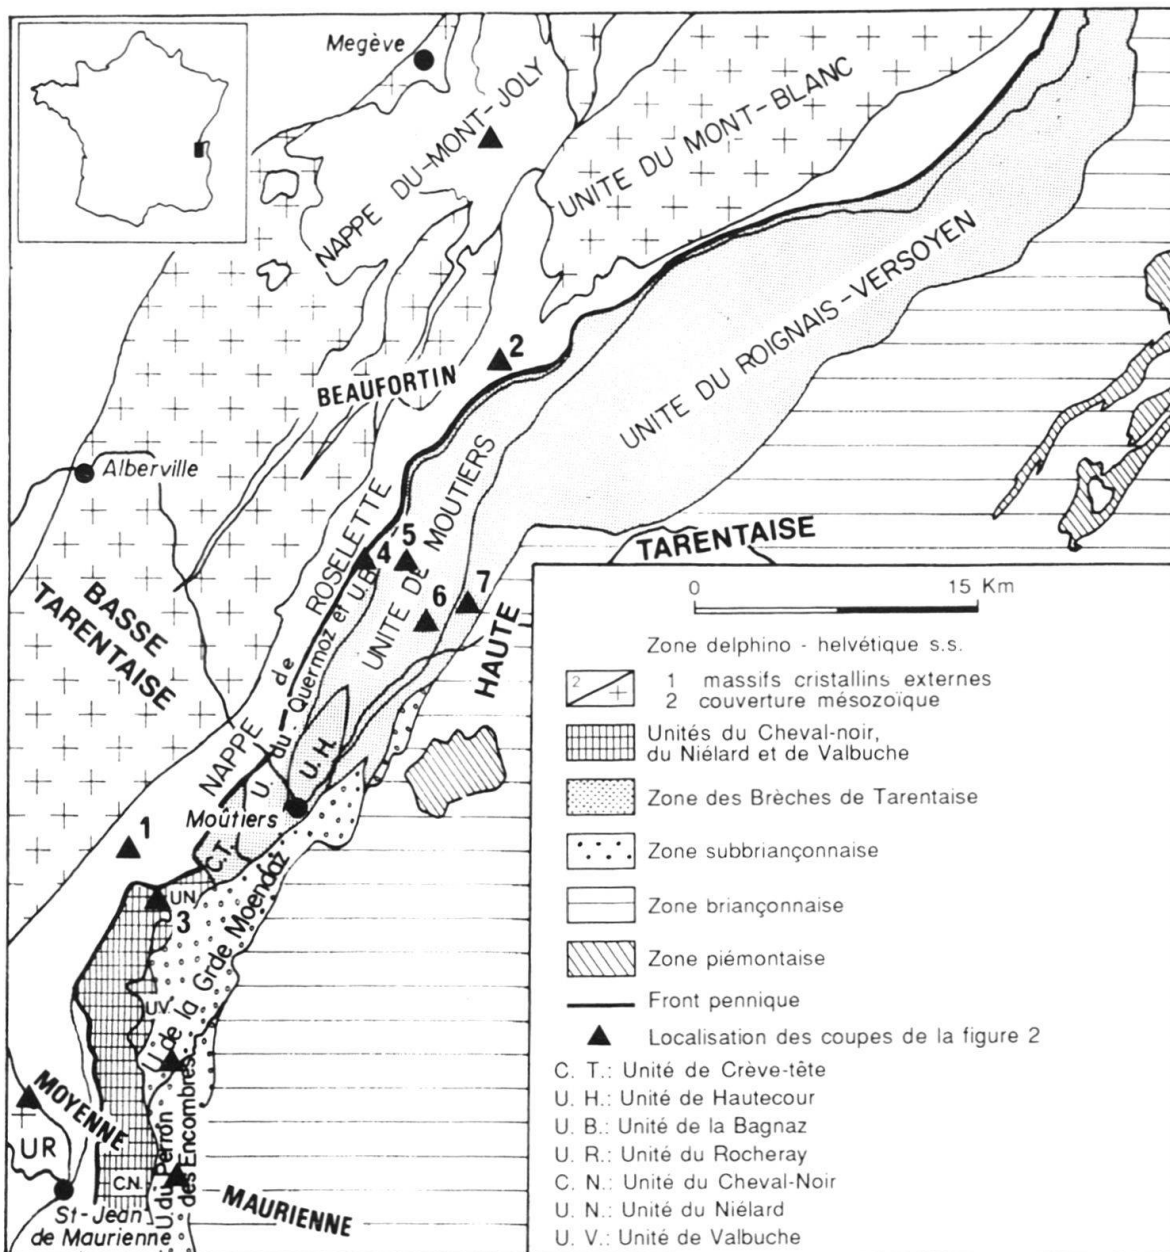 Megève
NAPPE DU-MONT-JOLY
UNITE DU MONT-BLANC
UNITE DU ROIGNAIS-VERSOYEN
2
BEAUFORTIN
Alberville
BASSE
TARENTAISE
NAPPE de ROSELETTE
U. du Quermoz et U.B.
UNITE DE MOUTIERS
4
5
6
7
HAUTE
TARENTAISE
U. H.
Moûtiers
C.T.
1
U.N.
3
U.V.
U de la Grde Moendaz
MOYENNE
MAURIENNE
UR
C.N.
U du Perron
des Encombres
St-Jean
de Maurienne
0 15 Km
Zone delphino - helvétique s.s.
2
+
1 massifs cristallins externes
2 couverture mésozoïque
Unités du Cheval-noir,
du Niélard et de Valbuche
Zone des Brèches de Tarentaise
Zone subbriançonnaise
Zone briançonnaise
Zone piémontaise
Front pennique
Localisation des coupes de la figure 2
C. T.: Unité de Crève-tête
U. H.: Unité de Hautecour
U. B.: Unité de la Bagnaz
U. R.: Unité du Rocheray
C. N.: Unité du Cheval-Noir
U. N.: Unité du Niélard
U. V.: Unité de Valbuche